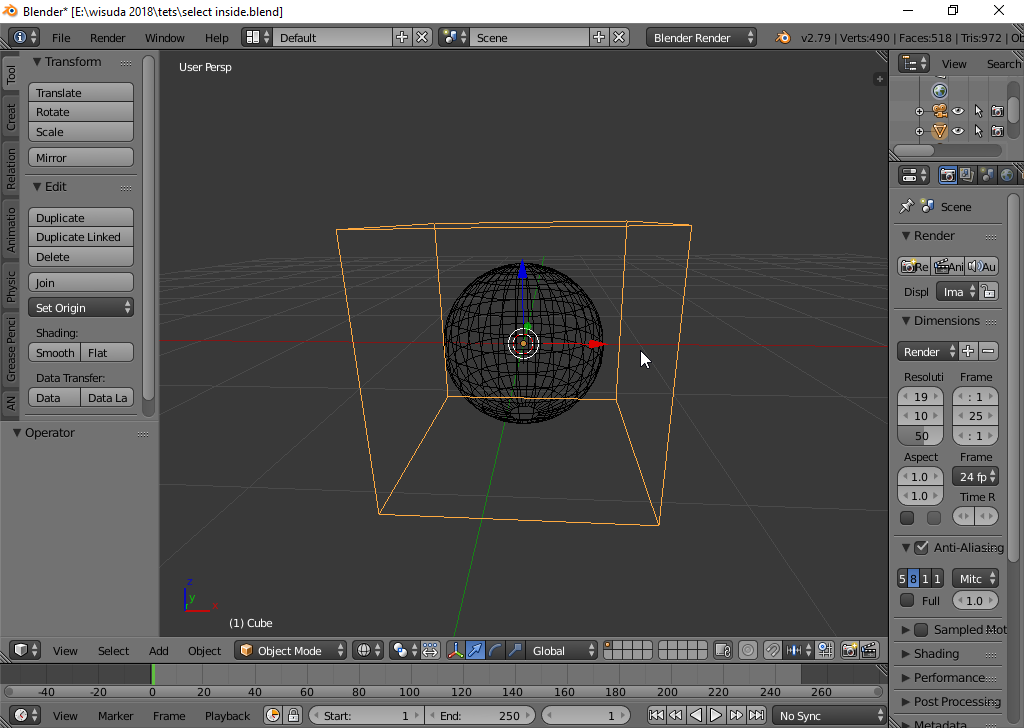 Blender* [E:\wisuda 2018\tets\select inside.blend]
File Render Window Help Default Scene Blender Render v2.79 | Verts:490 | Faces:518 | Tris:972 | Ob
Tool
Creat
Relation
Animatio
Physic
Grease Penci
AN
Transform
Translate
Rotate
Scale
Mirror
Edit
Duplicate
Duplicate Linked
Delete
Join
Set Origin
Shading:
Smooth Flat
Data Transfer:
Data Data La
Operator
User Persp
z
y
x
(1) Cube
View Search
Scene
Render
Re Ani Au
Displ Ima
Dimensions
Render
Resoluti Frame
19 : 1
10 25
50 : 1
Aspect Frame
1.0 24 fp
1.0 Time R
Anti-Aliasing
5 8 1 1 Mitc
Full 1.0
Sampled Mot
Shading
Performance
Post Processing
Metadata
View Select Add Object Object Mode Global
-40 -20 0 20 40 60 80 100 120 140 160 180 200 220 240 260
View Marker Frame Playback Start: 1 End: 250 1 No Sync